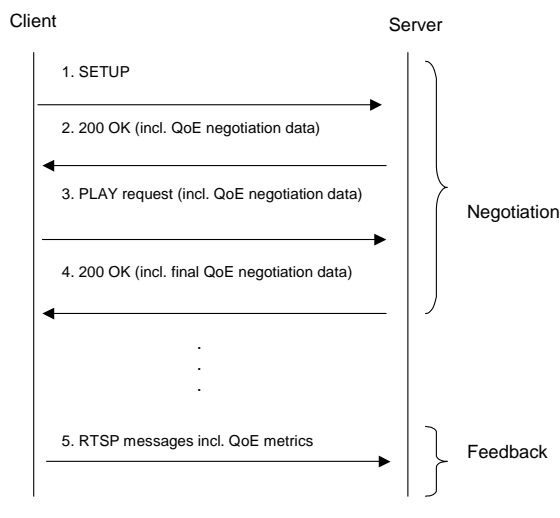 Client
Server
1. SETUP
2. 200 OK (incl. QoE negotiation data)
3. PLAY request (incl. QoE negotiation data)
Negotiation
4. 200 OK (incl. final QoE negotiation data)
.
.
.
5. RTSP messages incl. QoE metrics
Feedback